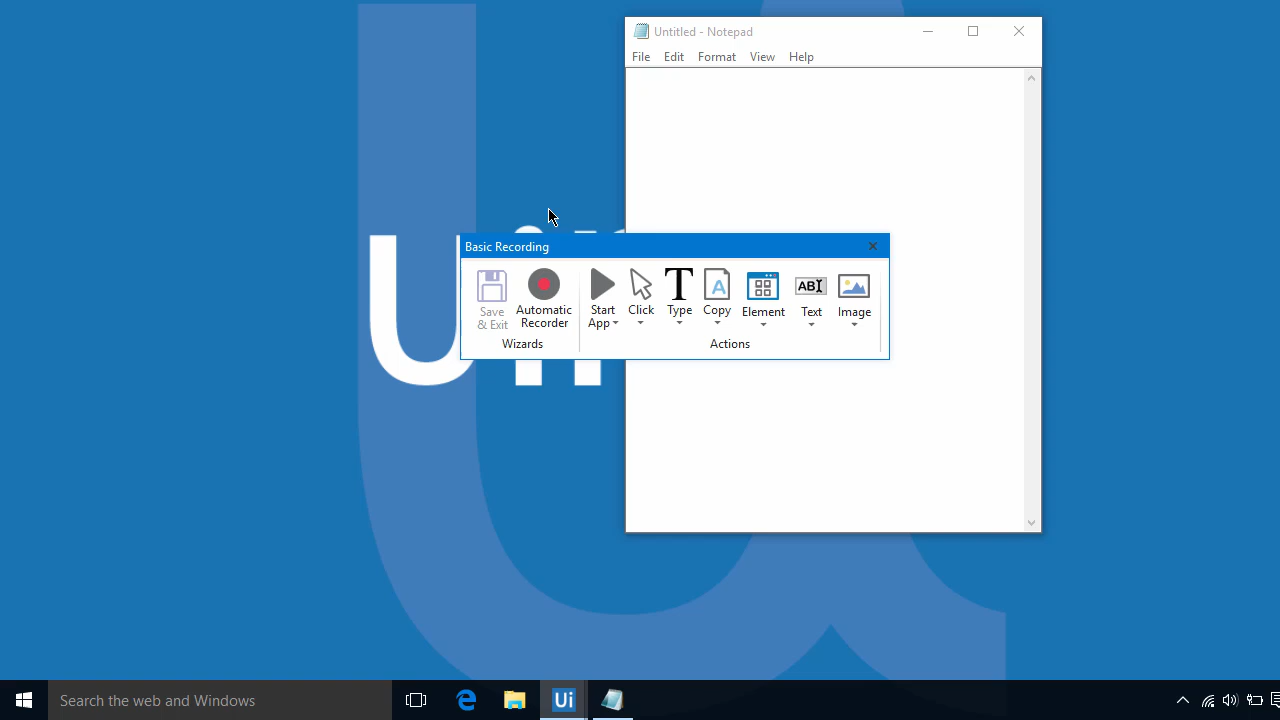 Untitled - Notepad
File Edit Format View Help
Basic Recording
Save & Exit
Automatic Recorder
Start App
Click
Type
Copy
Element
Text
Image
Wizards
Actions
Search the web and Windows
Ui